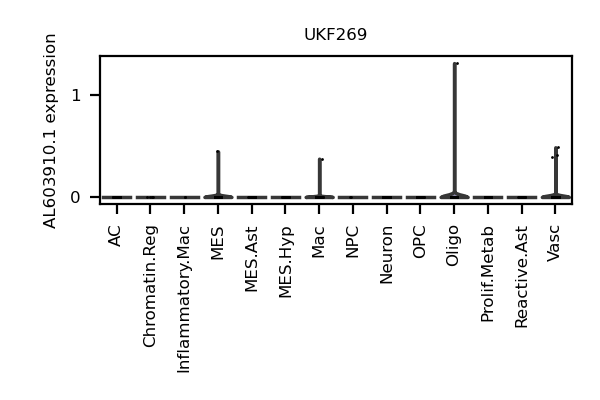 UKF269
AL603910.1 expression
1
0
AC
Chromatin.Reg
Inflammatory.Mac
MES
MES.Ast
MES.Hyp
Mac
NPC
Neuron
OPC
Oligo
Prolif.Metab
Reactive.Ast
Vasc